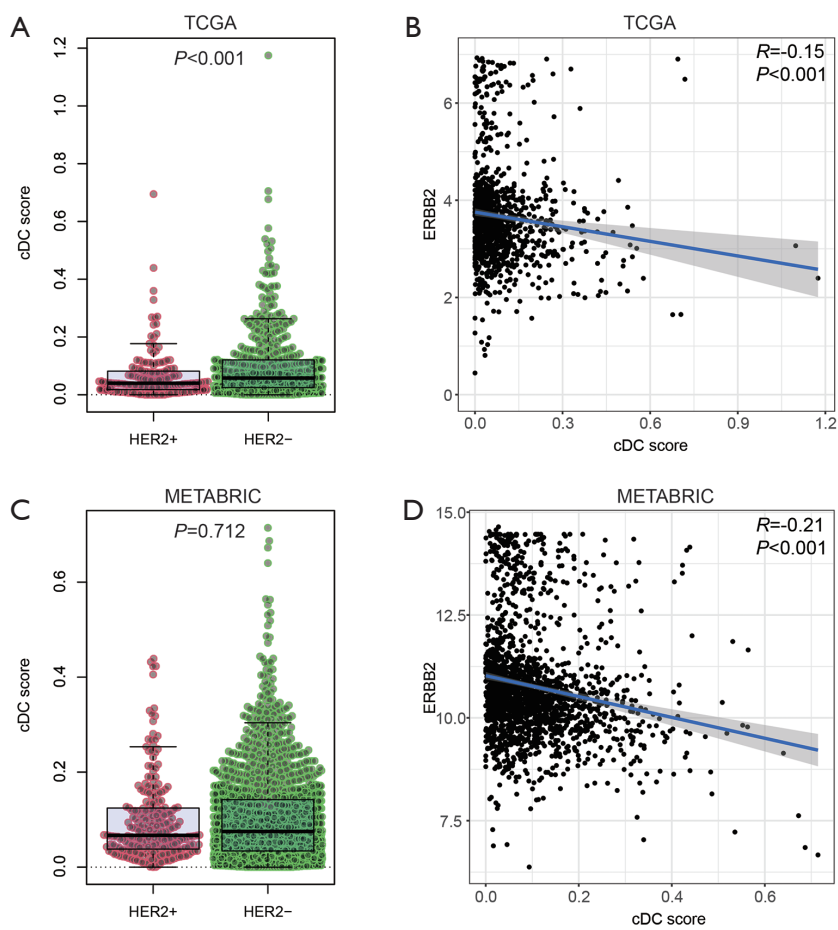 A
TCGA
P<0.001
cDC score
0.0
0.2
0.4
0.6
0.8
1.0
1.2
HER2+
HER2−
B
TCGA
R=-0.15
P<0.001
ERBB2
6
4
2
0
0.0
0.3
0.6
0.9
1.2
cDC score
C
METABRIC
P=0.712
cDC score
0.0
0.2
0.4
0.6
HER2+
HER2−
D
METABRIC
R=-0.21
P<0.001
ERBB2
15.0
12.5
10.0
7.5
0.0
0.2
0.4
0.6
cDC score